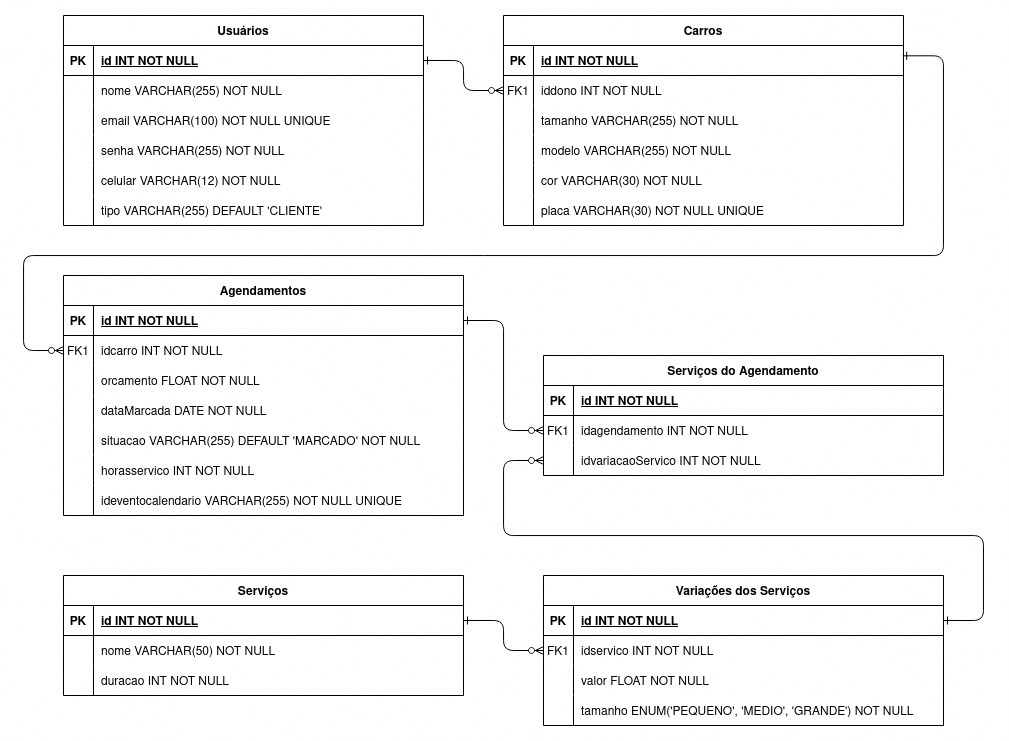 Usuários
PK id INT NOT NULL
nome VARCHAR(255) NOT NULL
email VARCHAR(100) NOT NULL UNIQUE
senha VARCHAR(255) NOT NULL
celular VARCHAR(12) NOT NULL
tipo VARCHAR(255) DEFAULT 'CLIENTE'
Carros
PK id INT NOT NULL
FK1 iddono INT NOT NULL
tamanho VARCHAR(255) NOT NULL
modelo VARCHAR(255) NOT NULL
cor VARCHAR(30) NOT NULL
placa VARCHAR(30) NOT NULL UNIQUE
Agendamentos
PK id INT NOT NULL
FK1 idcarro INT NOT NULL
orcamento FLOAT NOT NULL
dataMarcada DATE NOT NULL
situacao VARCHAR(255) DEFAULT 'MARCADO' NOT NULL
horasservico INT NOT NULL
ideventocalendario VARCHAR(255) NOT NULL UNIQUE
Serviços do Agendamento
PK id INT NOT NULL
FK1 idagendamento INT NOT NULL
idvariacaoServico INT NOT NULL
Serviços
PK id INT NOT NULL
nome VARCHAR(50) NOT NULL
duracao INT NOT NULL
Variações dos Serviços
PK id INT NOT NULL
FK1 idservico INT NOT NULL
valor FLOAT NOT NULL
tamanho ENUM('PEQUENO', 'MEDIO', 'GRANDE') NOT NULL